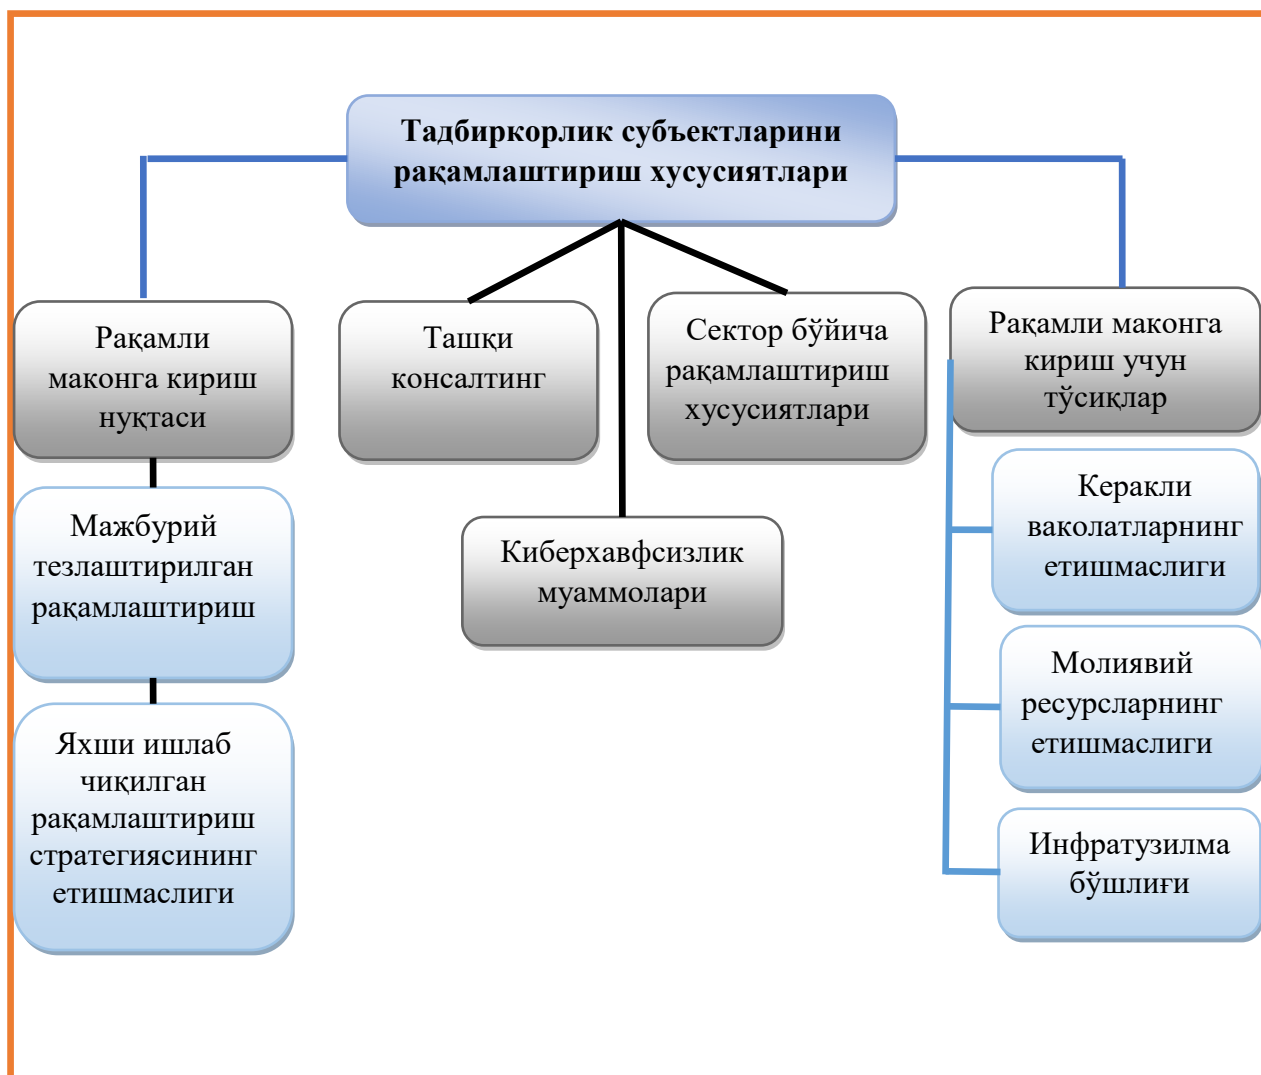 Тадбиркорлик субъектларини
рақамлаштириш хусусиятлари
Рақамли
маконга кириш
нуқтаси
Ташқи
консалтинг
Сектор бўйича
рақамлаштириш
хусусиятлари
Рақамли маконга
кириш учун
тўсиқлар
Мажбурий
тезлаштирилган
рақамлаштириш
Яхши ишлаб
чиқилган
рақамлаштириш
стратегиясининг
етишмаслиги
Киберхавфсизлик
муаммолари
Керакли
ваколатларнинг
етишмаслиги
Молиявий
ресурсларнинг
етишмаслиги
Инфратузилма
бўшлиғи